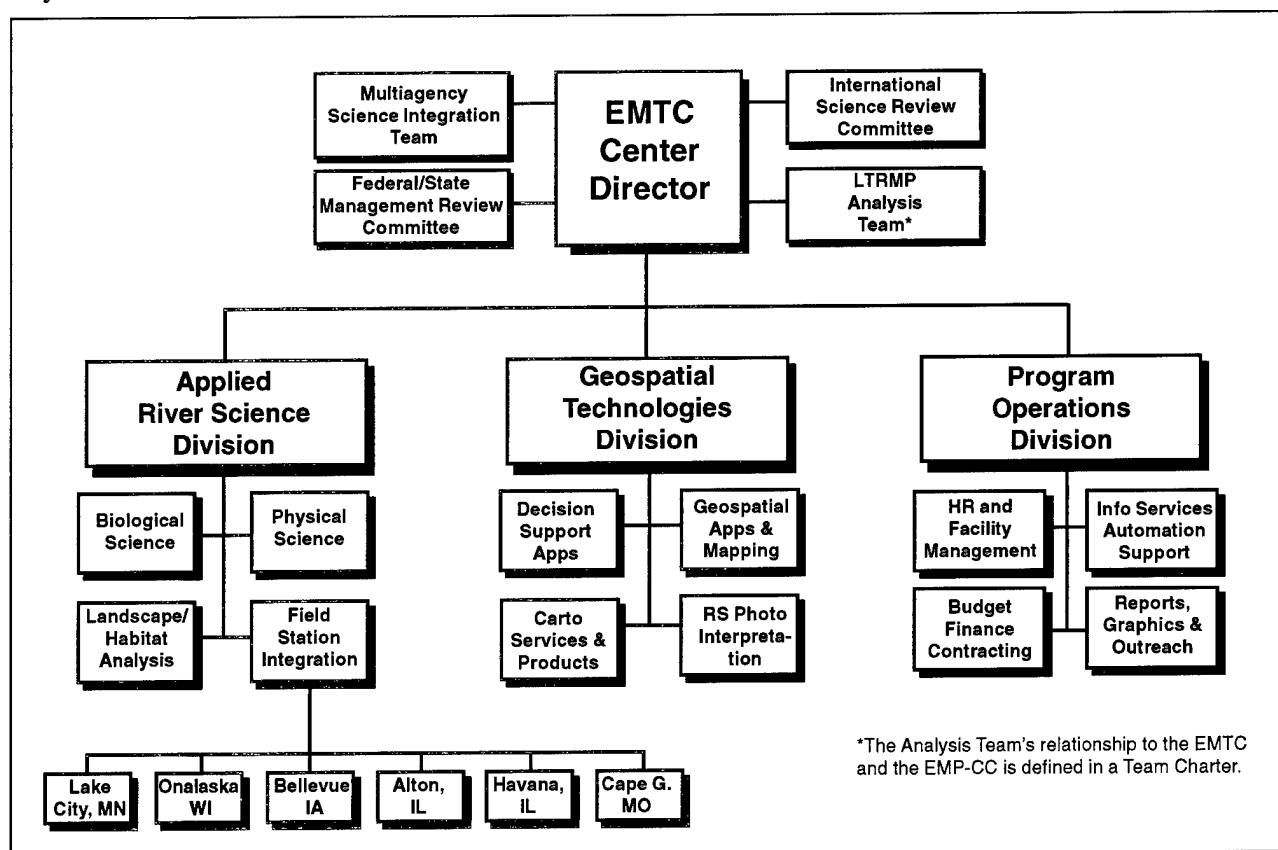 Multiagency
Science Integration
Team
EMTC
Center
Director
International
Science Review
Committee
Federal/State
Management Review
Committee
LTRMP
Analysis
Team*
Applied
River Science
Division
Geospatial
Technologies
Division
Program
Operations
Division
Biological
Science
Physical
Science
Decision
Support
Apps
Geospatial
Apps &
Mapping
HR and
Facility
Management
Info Services
Automation
Support
Landscape/
Habitat
Analysis
Field
Station
Integration
Carto
Services &
Products
RS Photo
Interpreta-
tion
Budget
Finance
Contracting
Reports,
Graphics &
Outreach
Lake
City, MN
Onalaska
WI
Bellevue
IA
Alton,
IL
Havana,
IL
Cape G.
MO
*The Analysis Team's relationship to the EMTC
and the EMP-CC is defined in a Team Charter.